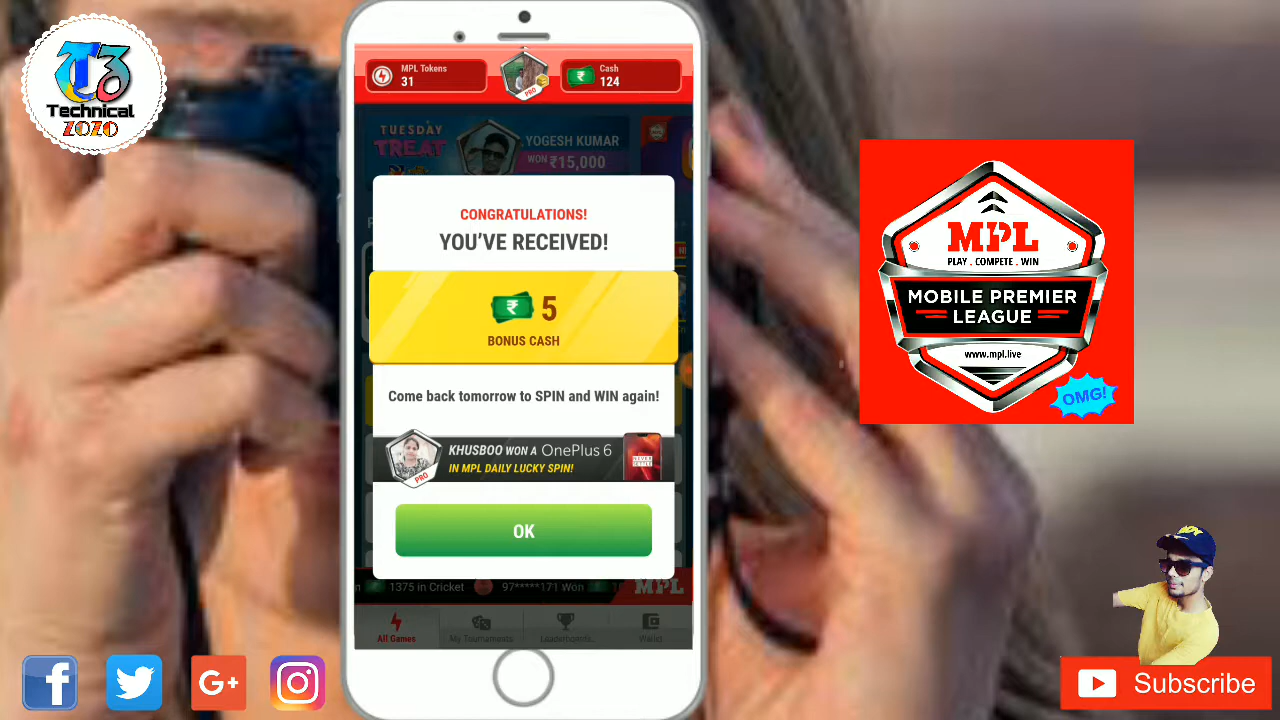 T3
Technical
ZOZO
MPL Tokens
31
PRO
Cash
124
TUESDAY
TREAT
YOGESH KUMAR
WON ₹15,000
CONGRATULATIONS!
YOU'VE RECEIVED!
₹ 5
BONUS CASH
Come back tomorrow to SPIN and WIN again!
KHUSBOO WON A OnePlus 6
IN MPL DAILY LUCKY SPIN!
PRO
OK
1375 in Cricket
97*****171 Won
MPL
All Games
My Tournaments
Leaderboards
Wallet
MPL
PLAY . COMPETE . WIN
MOBILE PREMIER
LEAGUE
www.mpl.live
OMG!
f
G+
Subscribe